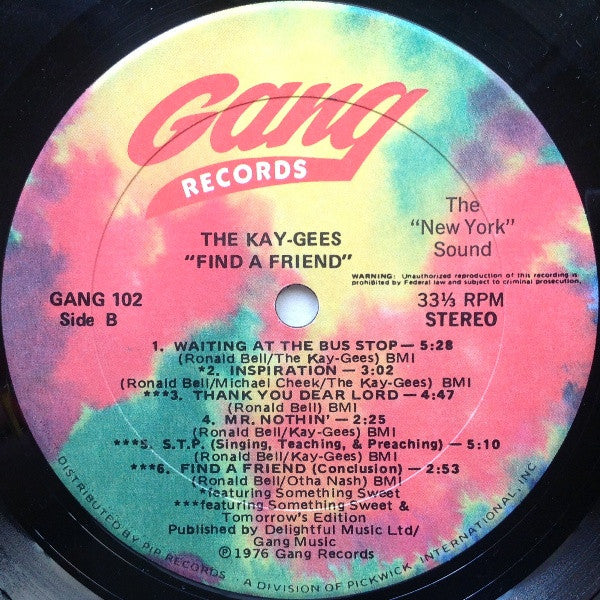 Gang
RECORDS
The
"New York"
Sound
THE KAY-GEES
"FIND A FRIEND"
WARNING: Unauthorized reproduction of this recording is
prohibited by Federal law and subject to criminal prosecution.
GANG 102
Side B
33⅓ RPM
STEREO
1. WAITING AT THE BUS STOP — 5:28
(Ronald Bell/The Kay-Gees) BMI
*2. INSPIRATION — 3:02
(Ronald Bell/Michael Cheek/The Kay-Gees) BMI
***3. THANK YOU DEAR LORD — 4:47
(Ronald Bell) BMI
4. MR. NOTHIN' — 2:25
(Ronald Bell/Kay-Gees) BMI
***5. S.T.P. (Singing, Teaching, & Preaching) — 5:10
(Ronald Bell/Kay-Gees) BMI
***6. FIND A FRIEND (Conclusion) — 2:53
(Ronald Bell/Otha Nash) BMI
*featuring Something Sweet
***featuring Something Sweet &
Tomorrow's Edition
Published by Delightful Music Ltd/
Gang Music
℗ 1976 Gang Records
DISTRIBUTED BY PIP RECORDS - A DIVISION OF PICKWICK INTERNATIONAL, INC.